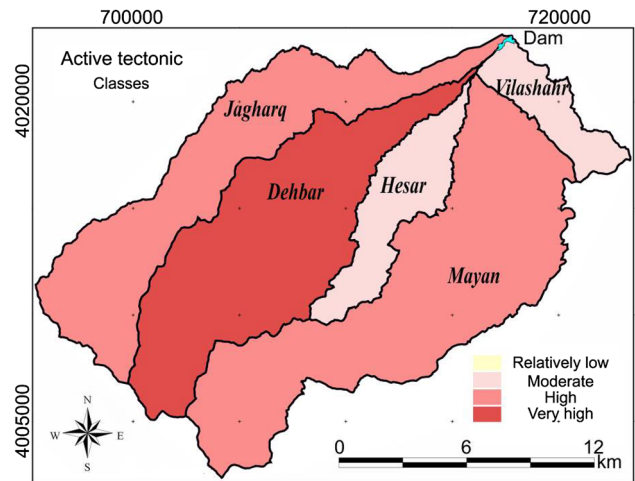 700000
720000
Active tectonic
Classes
Dam
4020000
Jagharq
Vilashahr
Dehbar
Hesar
Mayan
Relatively low
Moderate
High
Very high
4005000
N
W E
S
0 6 12
km